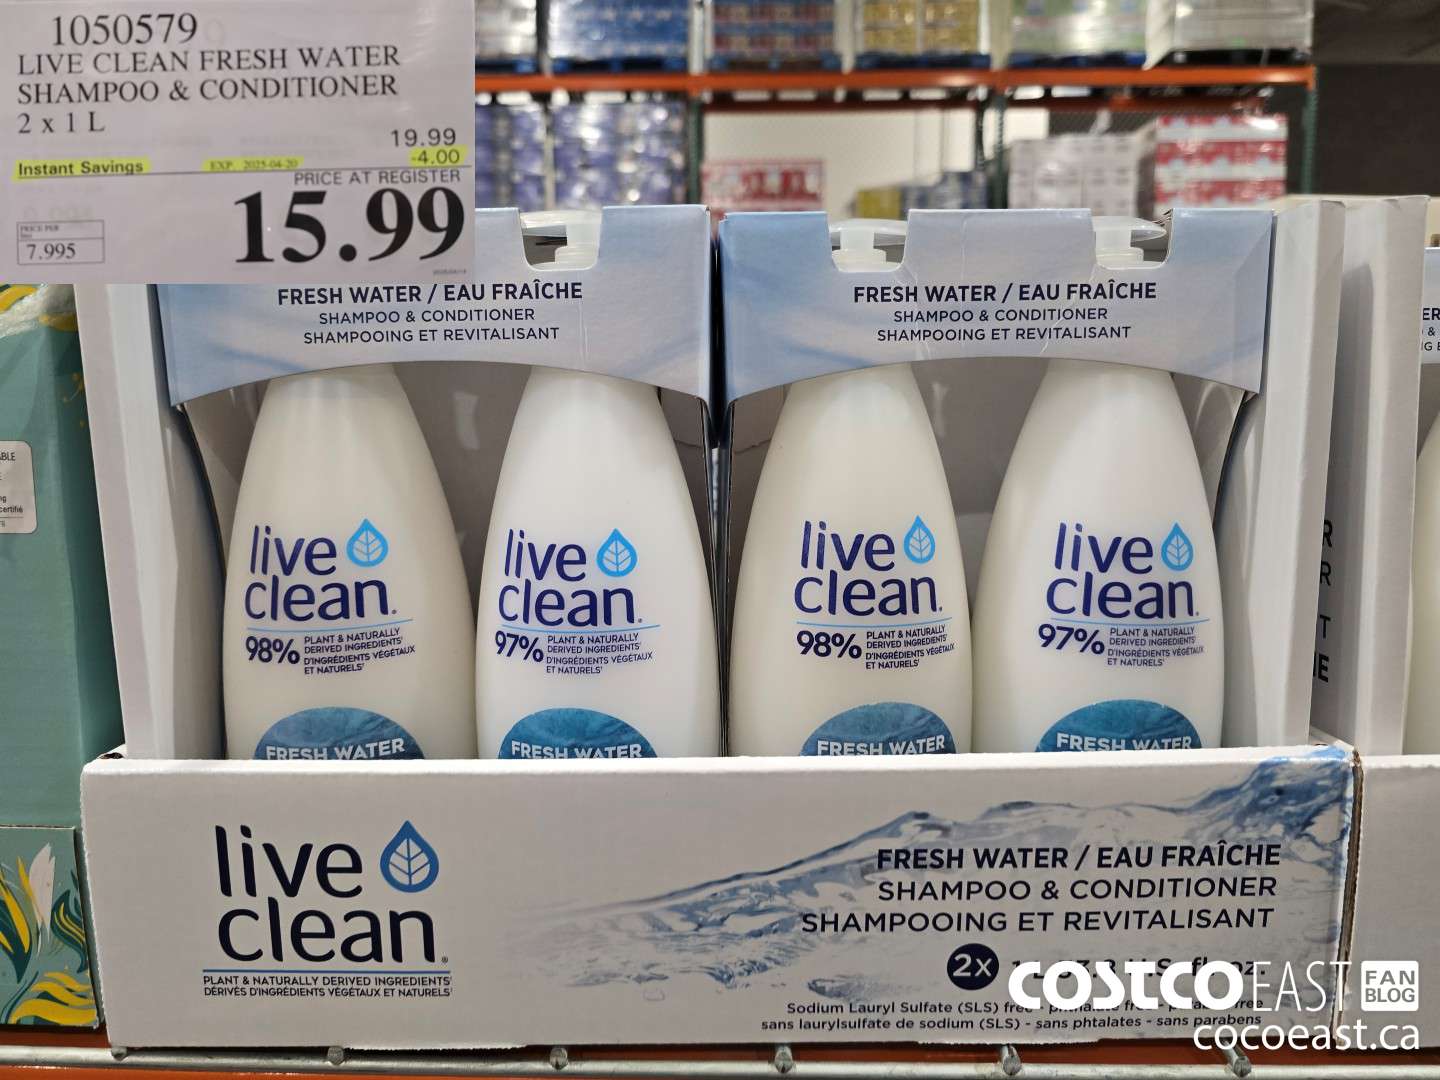 1050579
LIVE CLEAN FRESH WATER
SHAMPOO & CONDITIONER
2 x 1 L
19.99
Instant Savings EXP. 2025-04-20 -4.00
PRICE AT REGISTER
15.99
PRICE PER
7.995
FRESH WATER / EAU FRAÎCHE
SHAMPOO & CONDITIONER
SHAMPOOING ET REVITALISANT
FRESH WATER / EAU FRAÎCHE
SHAMPOO & CONDITIONER
SHAMPOOING ET REVITALISANT
live
clean.
98% PLANT & NATURALLY
DERIVED INGREDIENTS
D'INGRÉDIENTS VÉGÉTAUX
ET NATURELS
FRESH WATER
live
clean.
97% PLANT & NATURALLY
DERIVED INGREDIENTS
D'INGRÉDIENTS VÉGÉTAUX
ET NATURELS
FRESH WATER
live
clean.
98% PLANT & NATURALLY
DERIVED INGREDIENTS
D'INGRÉDIENTS VÉGÉTAUX
ET NATURELS
FRESH WATER
live
clean.
97% PLANT & NATURALLY
DERIVED INGREDIENTS
D'INGRÉDIENTS VÉGÉTAUX
ET NATURELS
FRESH WATER
live
clean.
PLANT & NATURALLY DERIVED INGREDIENTS
DÉRIVÉS D'INGRÉDIENTS VÉGÉTAUX ET NATURELS
FRESH WATER / EAU FRAÎCHE
SHAMPOO & CONDITIONER
SHAMPOOING ET REVITALISANT
2x
Sodium Lauryl Sulfate (SLS) free
sans laurylsulfate de sodium (SLS) - sans phtalates - sans parabens
COSTCO EAST FAN
BLOG
cocoeast.ca